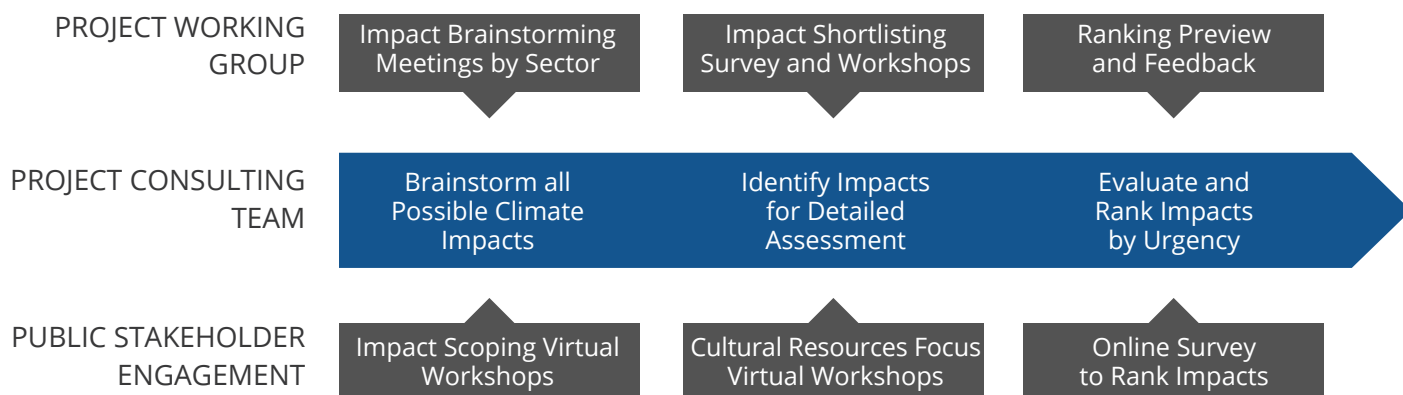 PROJECT WORKING
GROUP
Impact Brainstorming
Meetings by Sector
Impact Shortlisting
Survey and Workshops
Ranking Preview
and Feedback
PROJECT CONSULTING
TEAM
Brainstorm all
Possible Climate
Impacts
Identify Impacts
for Detailed
Assessment
Evaluate and
Rank Impacts
by Urgency
PUBLIC STAKEHOLDER
ENGAGEMENT
Impact Scoping Virtual
Workshops
Cultural Resources Focus
Virtual Workshops
Online Survey
to Rank Impacts